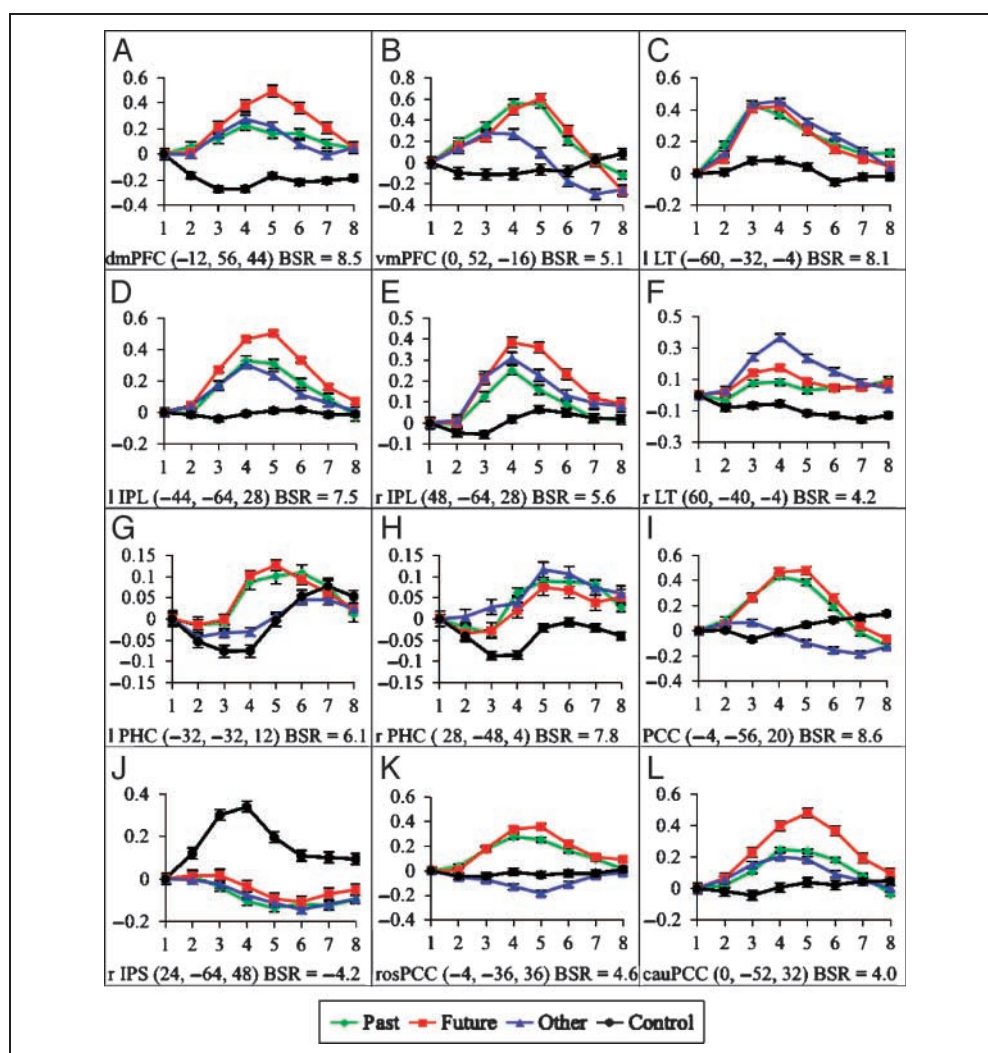 A
0.6
0.4
0.2
0
−0.2
−0.4
1 2 3 4 5 6 7 8
dmPFC (−12, 56, 44) BSR = 8.5
B
0.8
0.6
0.4
0.2
0
−0.2
−0.4
1 2 3 4 5 6 7 8
vmPFC (0, 52, −16) BSR = 5.1
C
0.6
0.4
0.2
0
−0.2
1 2 3 4 5 6 7 8
l LT (−60, −32, −4) BSR = 8.1
D
0.6
0.4
0.2
0
−0.2
1 2 3 4 5 6 7 8
l IPL (−44, −64, 28) BSR = 7.5
E
0.5
0.4
0.3
0.2
0.1
0
−0.1
1 2 3 4 5 6 7 8
r IPL (48, −64, 28) BSR = 5.6
F
0.5
0.3
0.1
−0.1
−0.3
1 2 3 4 5 6 7 8
r LT (60, −40, −4) BSR = 4.2
G
0.15
0.1
0.05
0
−0.05
−0.1
0.15
1 2 3 4 5 6 7 8
l PHC (−32, −32, 12) BSR = 6.1
H
0.15
0.1
0.05
0
−0.05
−0.1
0.15
1 2 3 4 5 6 7 8
r PHC ( 28, −48, 4) BSR = 7.8
I
0.6
0.4
0.2
0
−0.2
−0.4
1 2 3 4 5 6 7 8
PCC (−4, −56, 20) BSR = 8.6
J
0.4
0.2
0
−0.2
1 2 3 4 5 6 7 8
r IPS (24, −64, 48) BSR = −4.2
K
0.6
0.4
0.2
0
−0.2
−0.4
1 2 3 4 5 6 7 8
rosPCC (−4, −36, 36) BSR = 4.6
L
0.6
0.4
0.2
0
−0.2
1 2 3 4 5 6 7 8
cauPCC (0, −52, 32) BSR = 4.0
Past Future Other Control